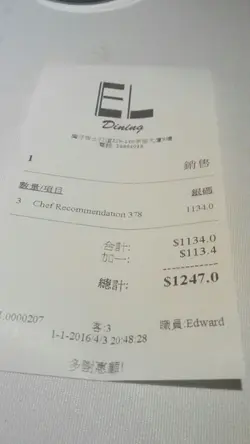 EL
Dining
1 銷售
數量/項目 銀碼
3 Chef Recommendation 378 1134.0
合計: $1134.0
加一: $113.4
總計: $1247.0
.0000207 客:3 職員:Edward
1-1-2016/4/3 20:48:28
多謝惠顧!